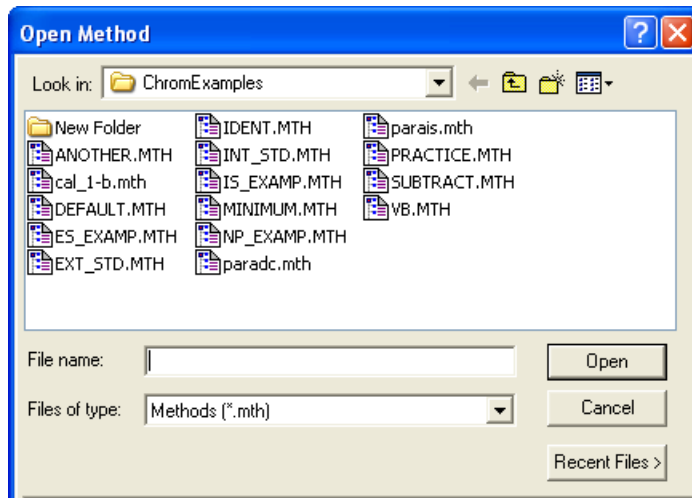 Open Method
Look in: ChromExamples
New Folder IDENT.MTH parais.mth
ANOTHER.MTH INT_STD.MTH PRACTICE.MTH
cal_1-b.mth IS_EXAMP.MTH SUBTRACT.MTH
DEFAULT.MTH MINIMUM.MTH VB.MTH
ES_EXAMP.MTH NP_EXAMP.MTH
EXT_STD.MTH paradc.mth
File name: Open
Files of type: Methods (*.mth) Cancel
Recent Files >